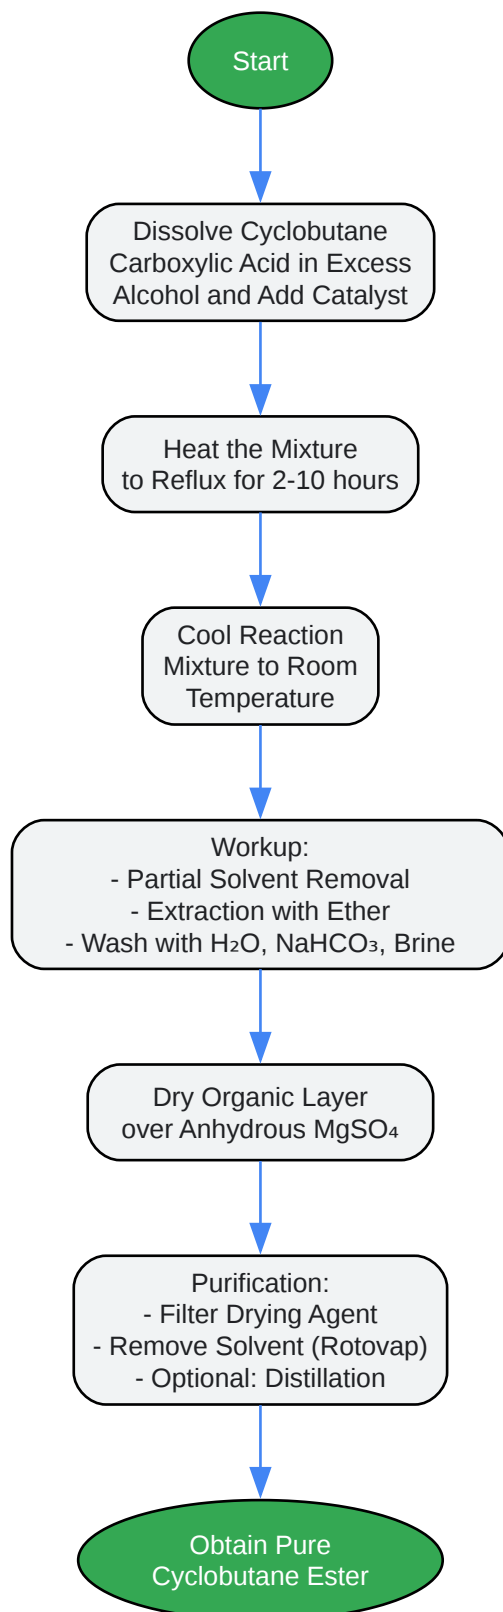 Start
Dissolve Cyclobutane
Carboxylic Acid in Excess
Alcohol and Add Catalyst
Heat the Mixture
to Reflux for 2-10 hours
Cool Reaction
Mixture to Room
Temperature
Workup:
- Partial Solvent Removal
- Extraction with Ether
- Wash with H₂O, NaHCO₃, Brine
Dry Organic Layer
over Anhydrous MgSO₄
Purification:
- Filter Drying Agent
- Remove Solvent (Rotovap)
- Optional: Distillation
Obtain Pure
Cyclobutane Ester